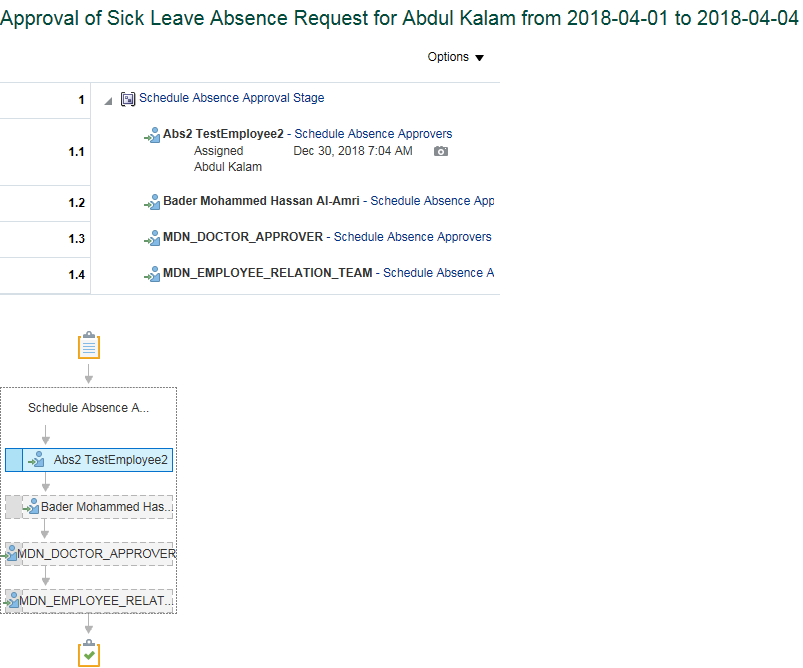 Approval of Sick Leave Absence Request for Abdul Kalam from 2018-04-01 to 2018-04-04
Options
1 Schedule Absence Approval Stage
1.1 Abs2 TestEmployee2 - Schedule Absence Approvers
Assigned Dec 30, 2018 7:04 AM
Abdul Kalam
1.2 Bader Mohammed Hassan Al-Amri - Schedule Absence App
1.3 MDN_DOCTOR_APPROVER - Schedule Absence Approvers
1.4 MDN_EMPLOYEE_RELATION_TEAM - Schedule Absence A
Schedule Absence A...
Abs2 TestEmployee2
Bader Mohammed Has...
MDN_DOCTOR_APPROVER
MDN_EMPLOYEE_RELAT...